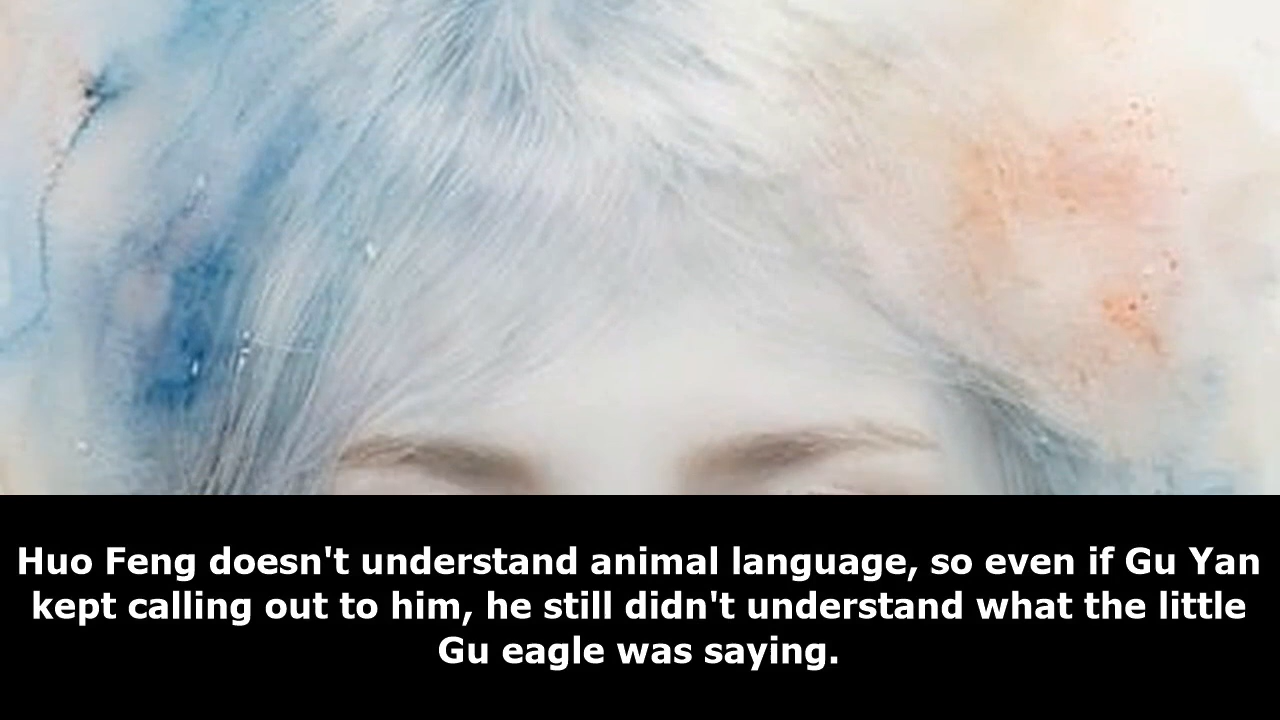 Huo Feng doesn't understand animal language, so even if Gu Yan
kept calling out to him, he still didn't understand what the little
Gu eagle was saying.